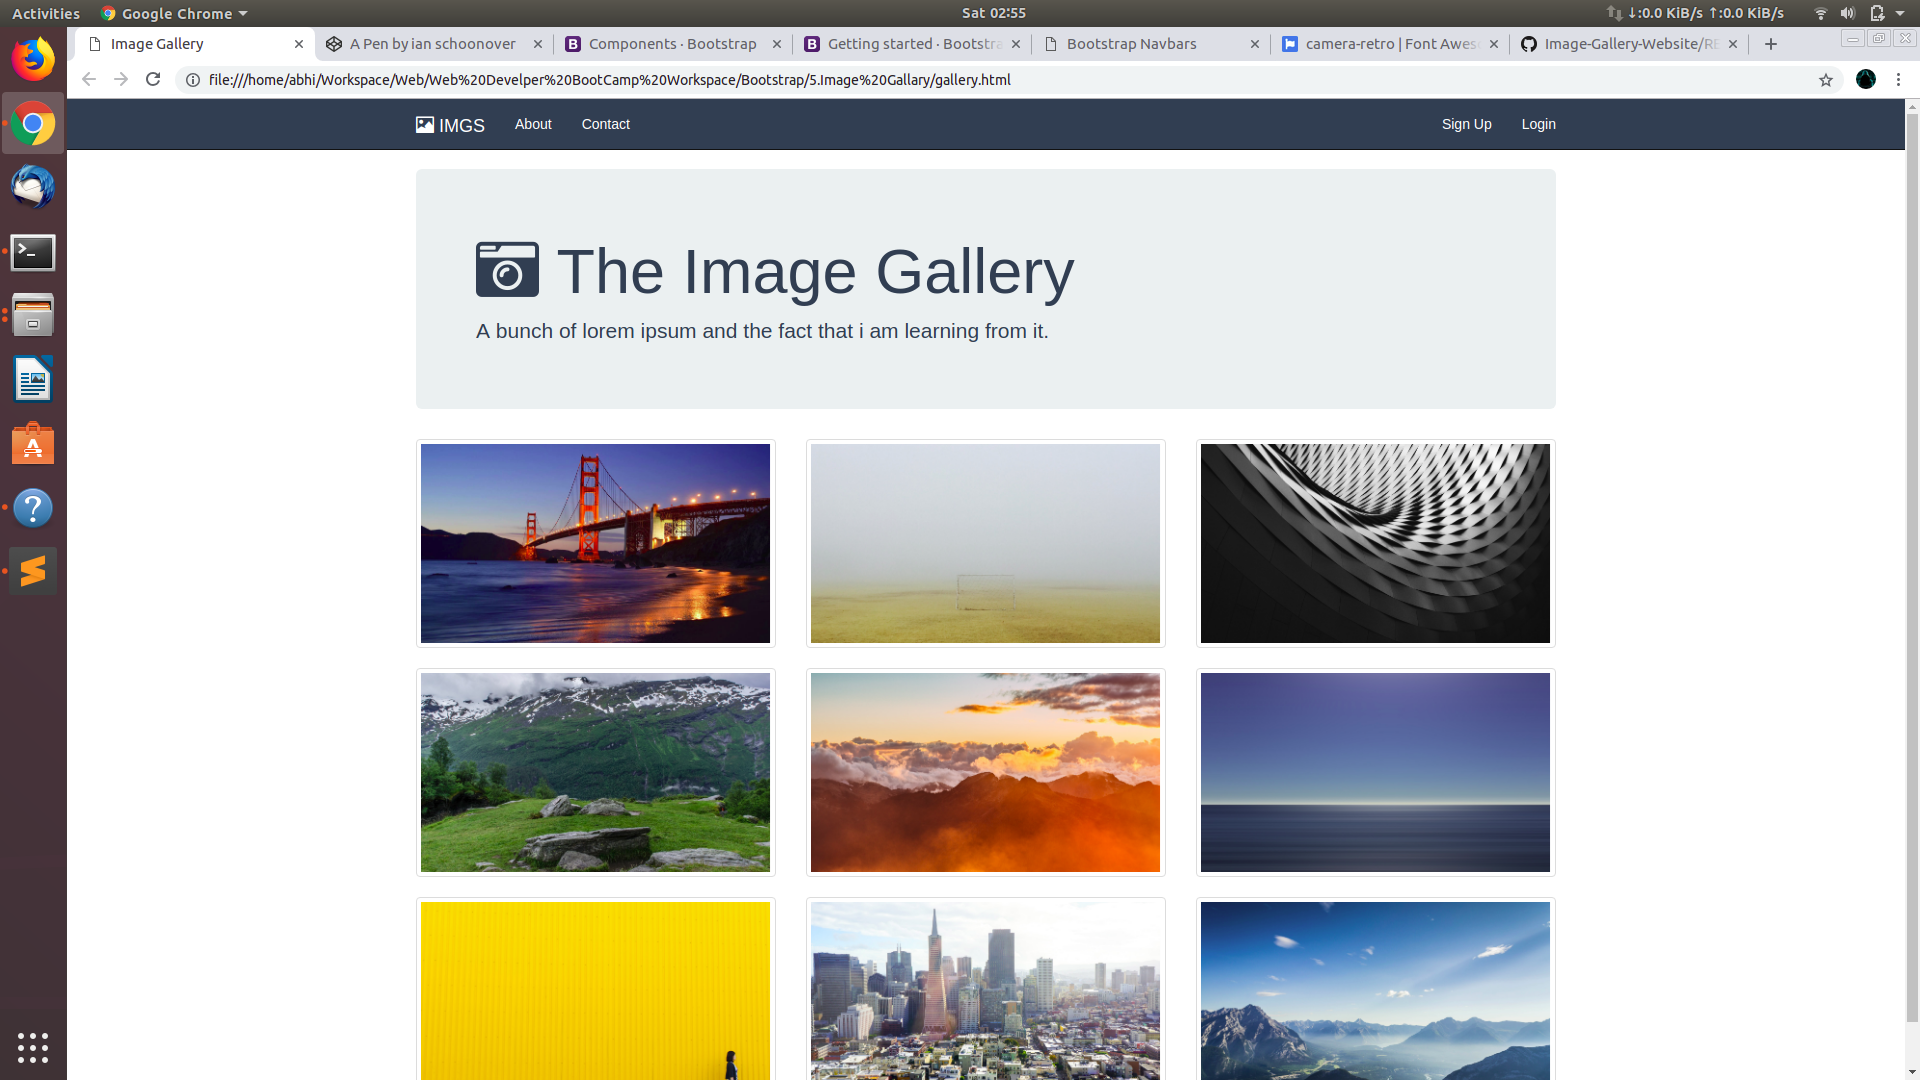 Activities Google Chrome Sat 02:55 ↓:0.0 KiB/s ↑:0.0 KiB/s
Image Gallery A Pen by ian schoonover Components · Bootstrap Getting started · Bootstra Bootstrap Navbars camera-retro | Font Awes Image-Gallery-Website/RE
file:///home/abhi/Workspace/Web/Web%20Develper%20BootCamp%20Workspace/Bootstrap/5.Image%20Gallary/gallery.html
IMGS About Contact Sign Up Login
The Image Gallery
A bunch of lorem ipsum and the fact that i am learning from it.